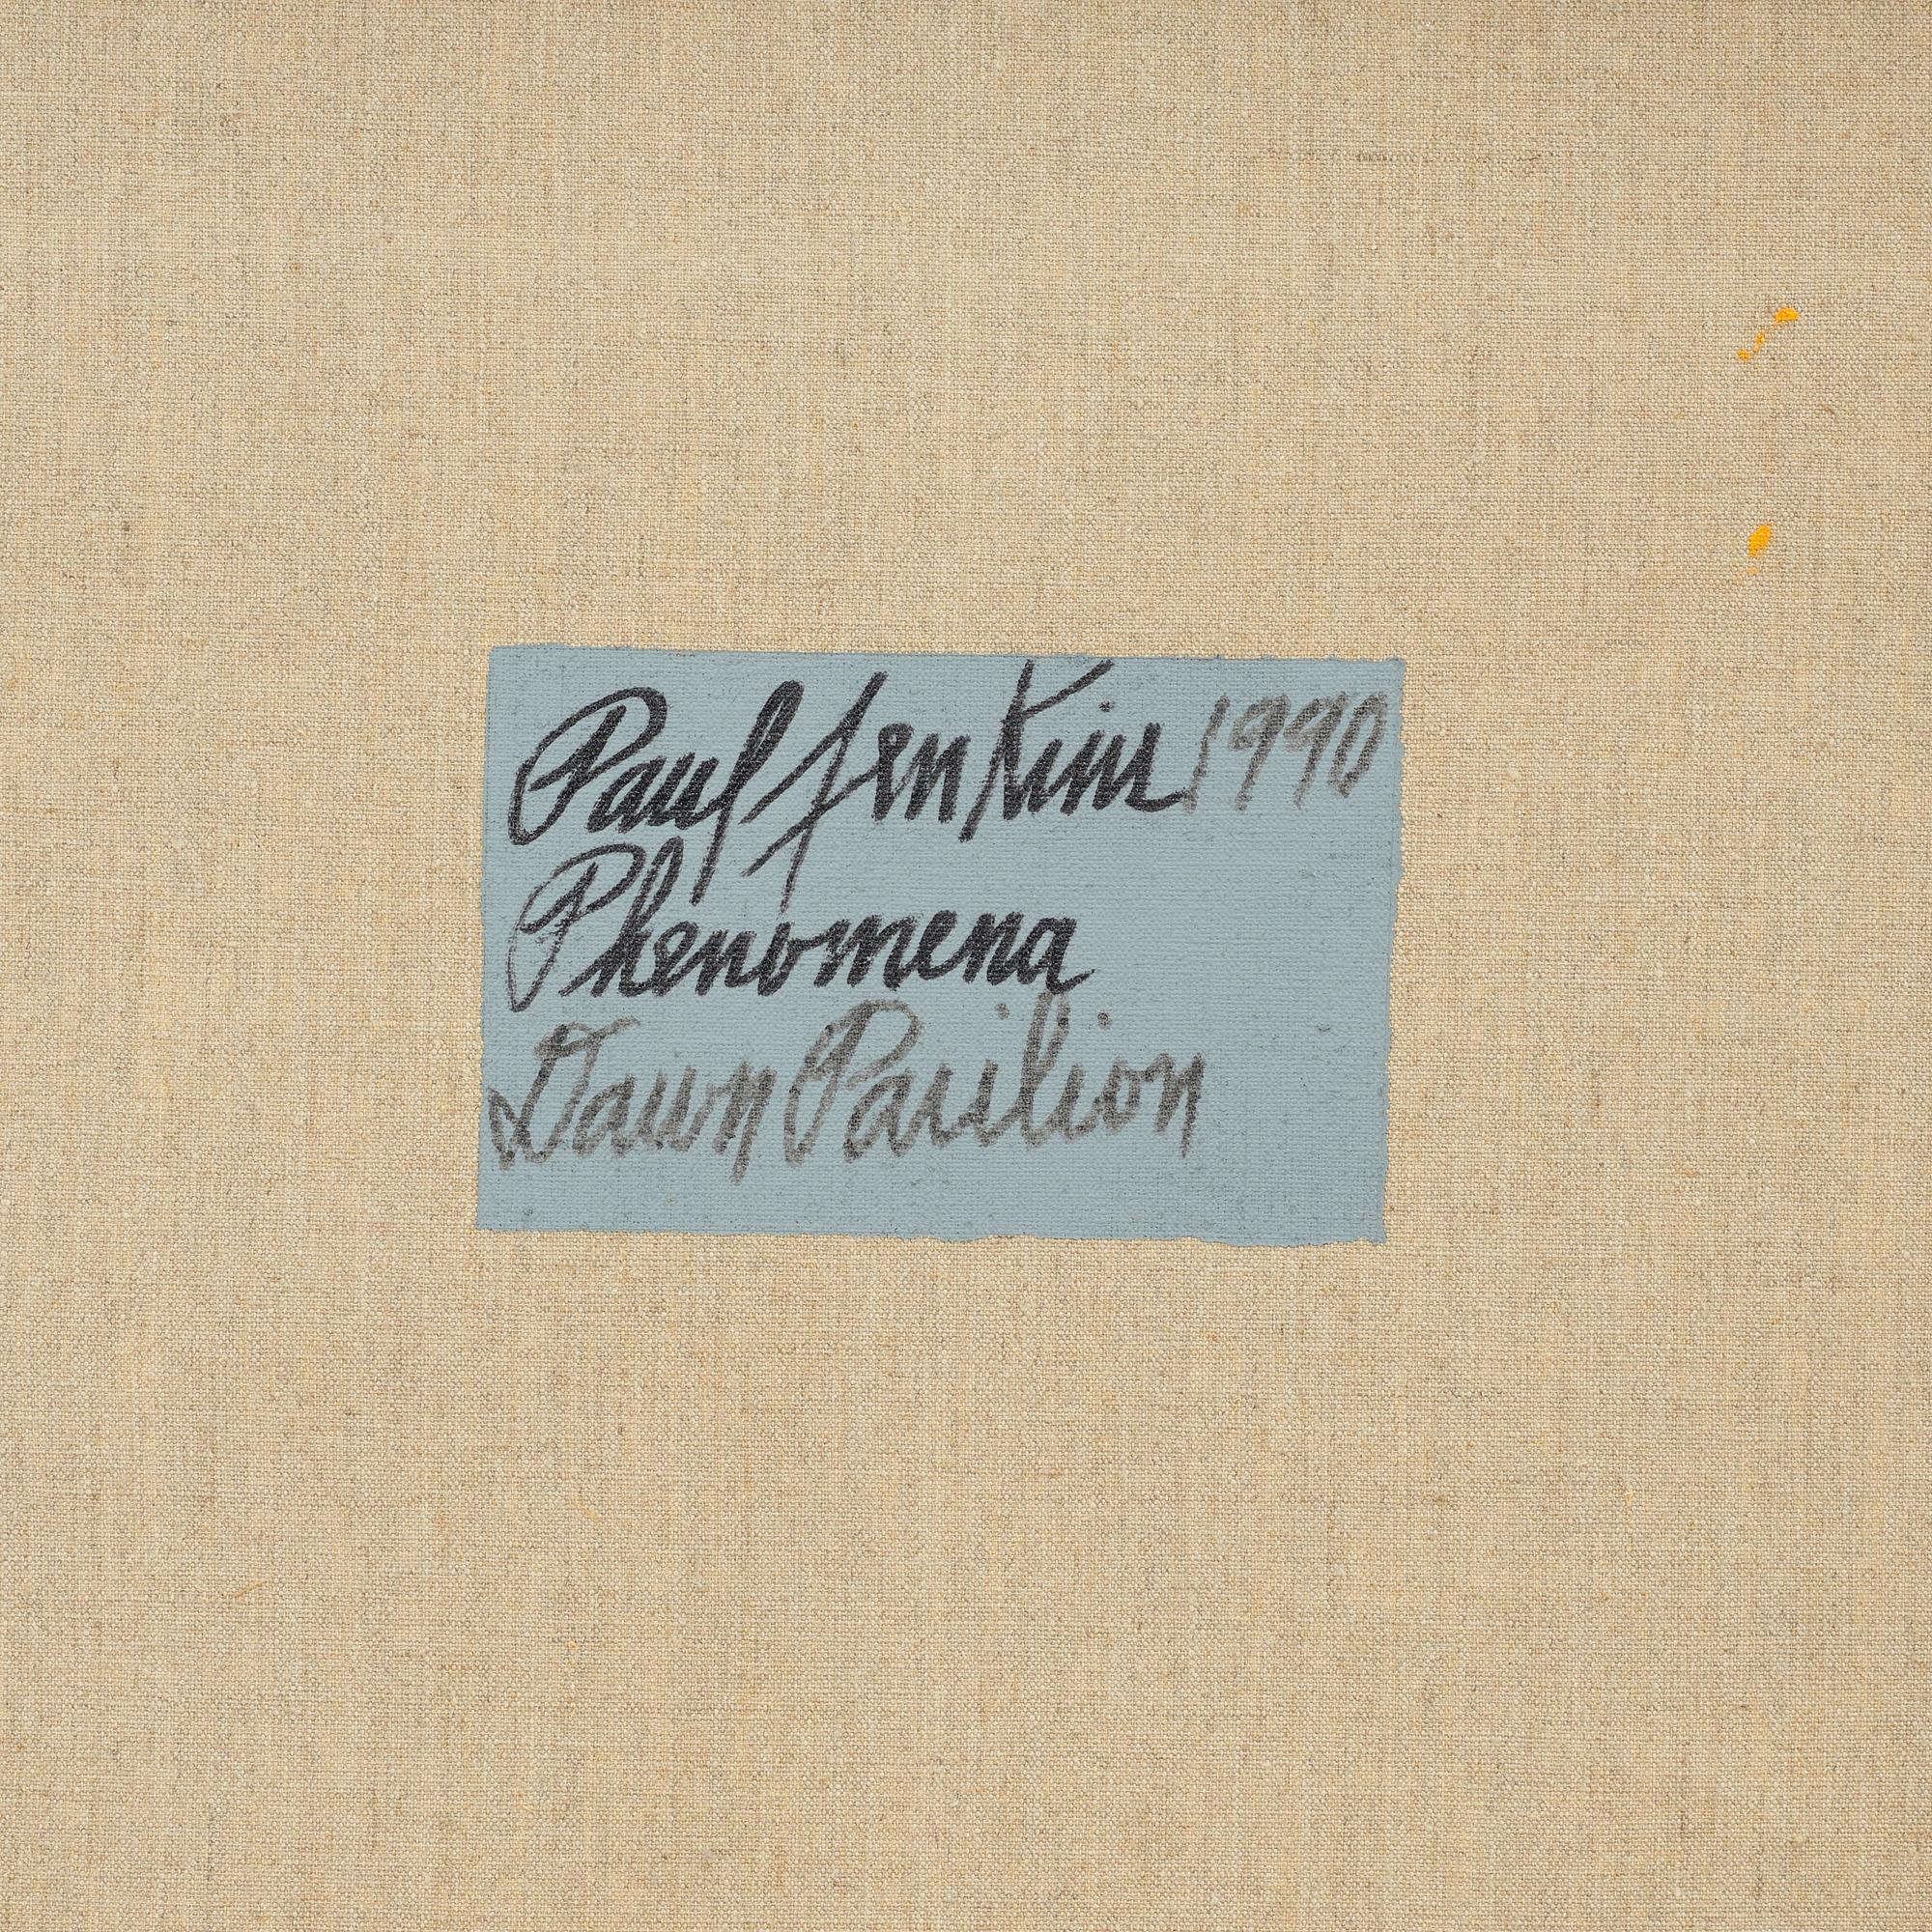 Paul Jenkins 1990
Phenomena
Dawn Pavilion